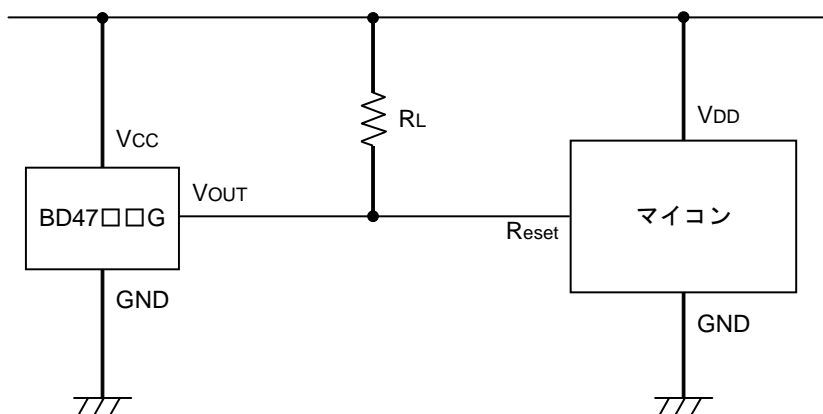 RL
VCC
VDD
VOUT
BD47□□G
マイコン
Reset
GND
GND